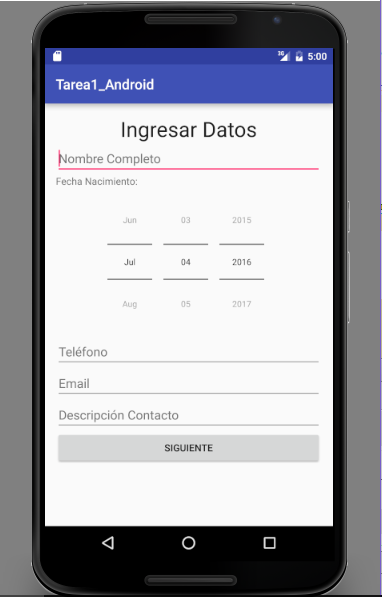 3G 5:00
Tarea1_Android
Ingresar Datos
Nombre Completo
Fecha Nacimiento:
Jun 03 2015
Jul 04 2016
Aug 05 2017
Teléfono
Email
Descripción Contacto
SIGUIENTE